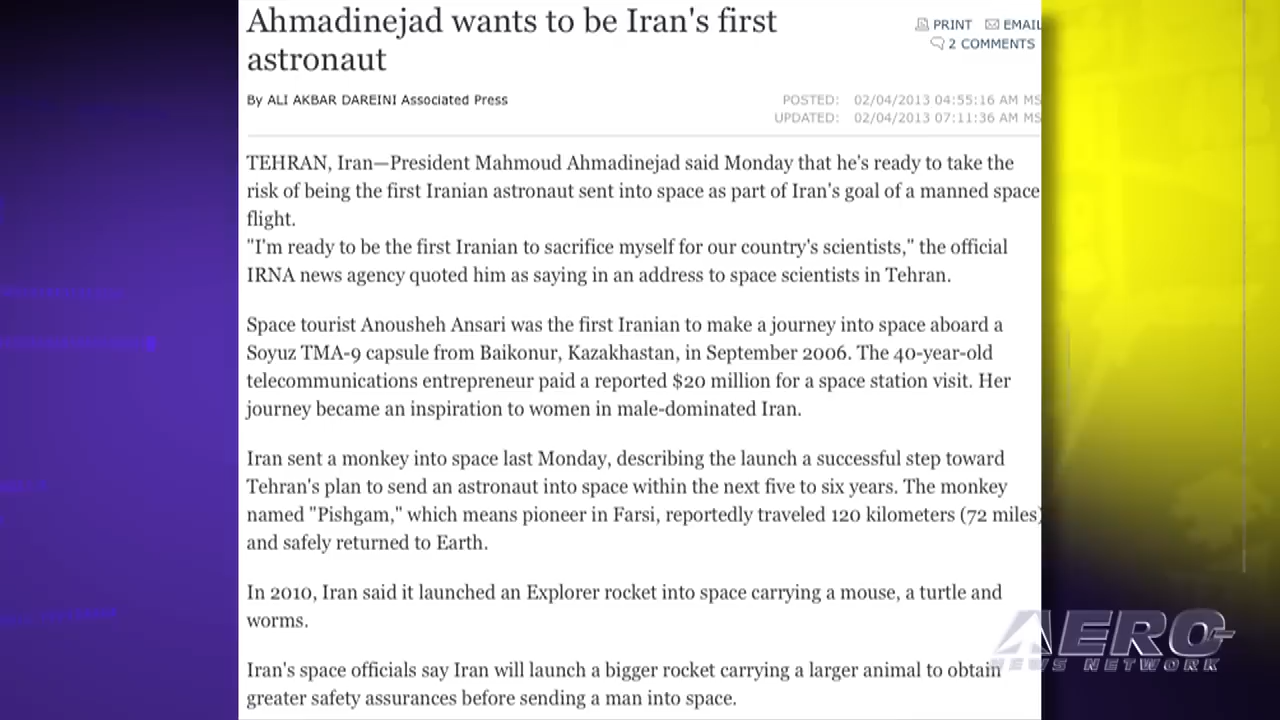 Ahmadinejad wants to be Iran's first
astronaut
PRINT EMAIL
2 COMMENTS
By ALI AKBAR DAREINI Associated Press
POSTED: 02/04/2013 04:55:16 AM MS
UPDATED: 02/04/2013 07:11:36 AM MS
TEHRAN, Iran—President Mahmoud Ahmadinejad said Monday that he's ready to take the
risk of being the first Iranian astronaut sent into space as part of Iran's goal of a manned space
flight.
"I'm ready to be the first Iranian to sacrifice myself for our country's scientists," the official
IRNA news agency quoted him as saying in an address to space scientists in Tehran.
Space tourist Anousheh Ansari was the first Iranian to make a journey into space aboard a
Soyuz TMA-9 capsule from Baikonur, Kazakhastan, in September 2006. The 40-year-old
telecommunications entrepreneur paid a reported $20 million for a space station visit. Her
journey became an inspiration to women in male-dominated Iran.
Iran sent a monkey into space last Monday, describing the launch a successful step toward
Tehran's plan to send an astronaut into space within the next five to six years. The monkey
named "Pishgam," which means pioneer in Farsi, reportedly traveled 120 kilometers (72 miles)
and safely returned to Earth.
In 2010, Iran said it launched an Explorer rocket into space carrying a mouse, a turtle and
worms.
Iran's space officials say Iran will launch a bigger rocket carrying a larger animal to obtain
greater safety assurances before sending a man into space.
AERO
NEWS NETWORK